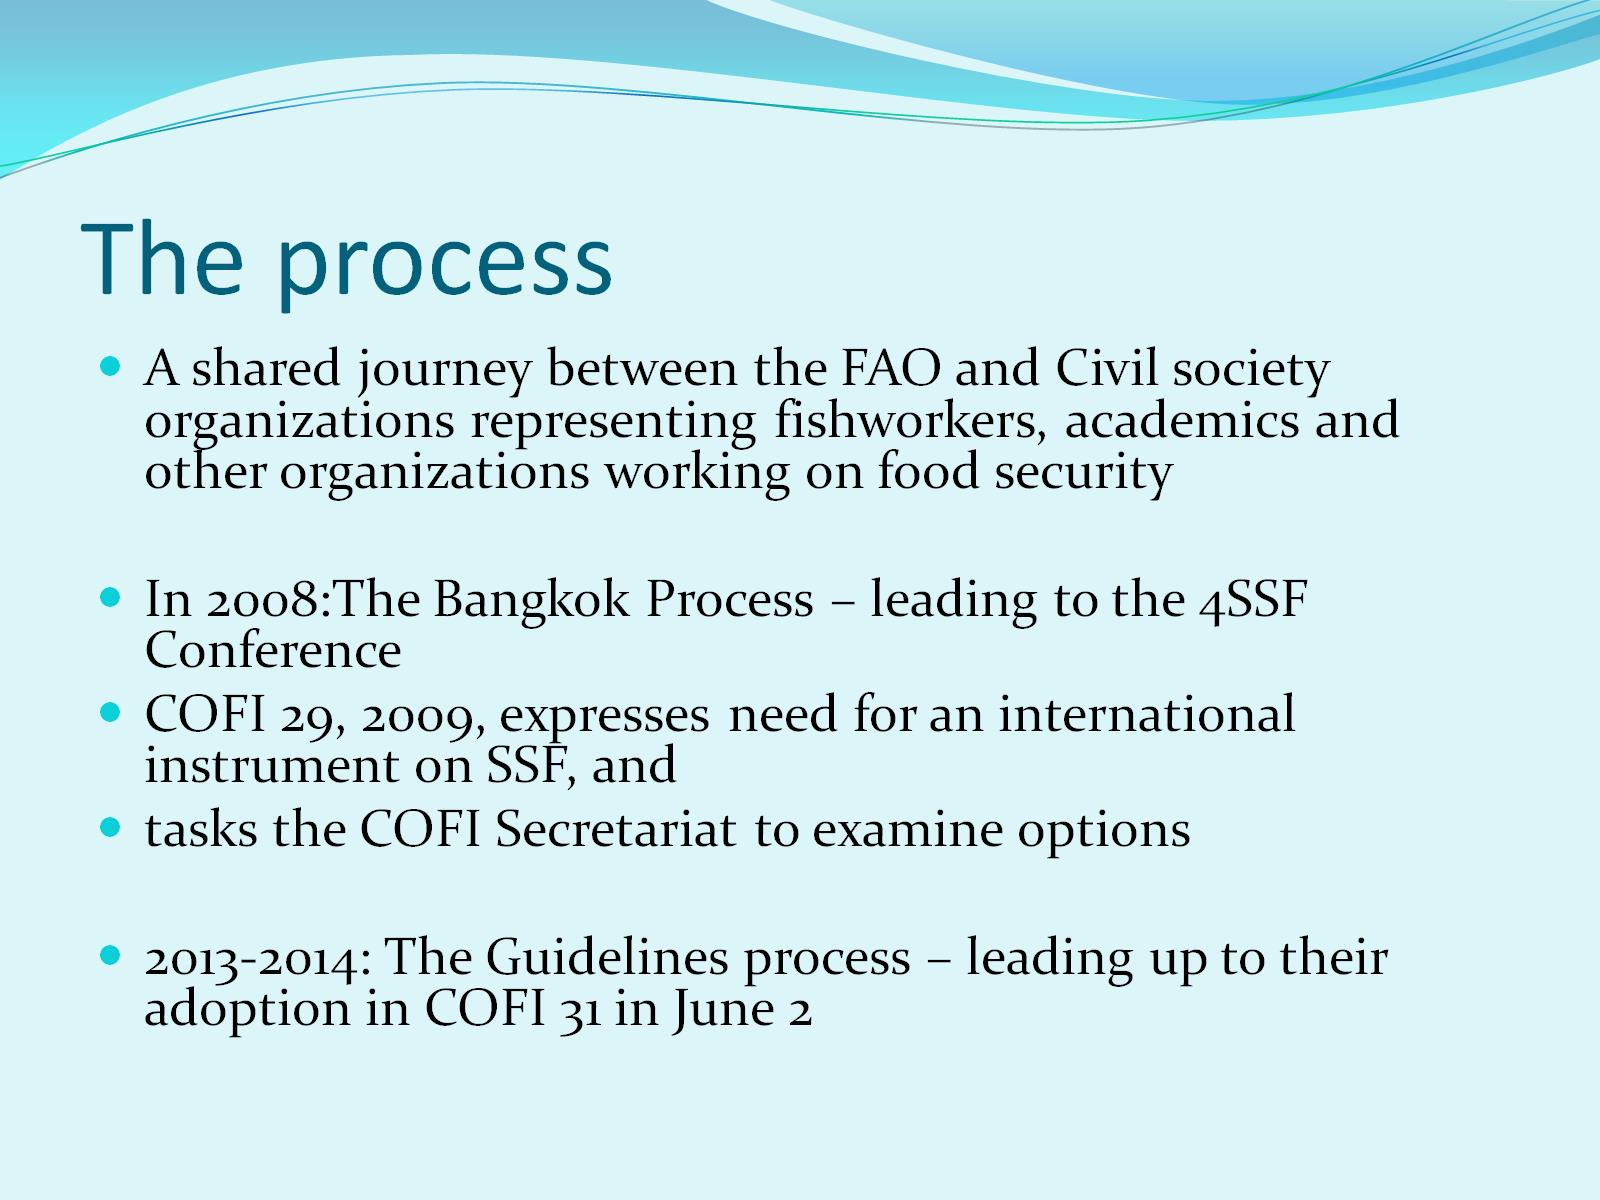 The process
A shared journey between the FAO and Civil society
organizations representing fishworkers, academics and
other organizations working on food security
In 2008:The Bangkok Process – leading to the 4SSF
Conference
COFI 29, 2009, expresses need for an international
instrument on SSF, and
tasks the COFI Secretariat to examine options
2013-2014: The Guidelines process – leading up to their
adoption in COFI 31 in June 2